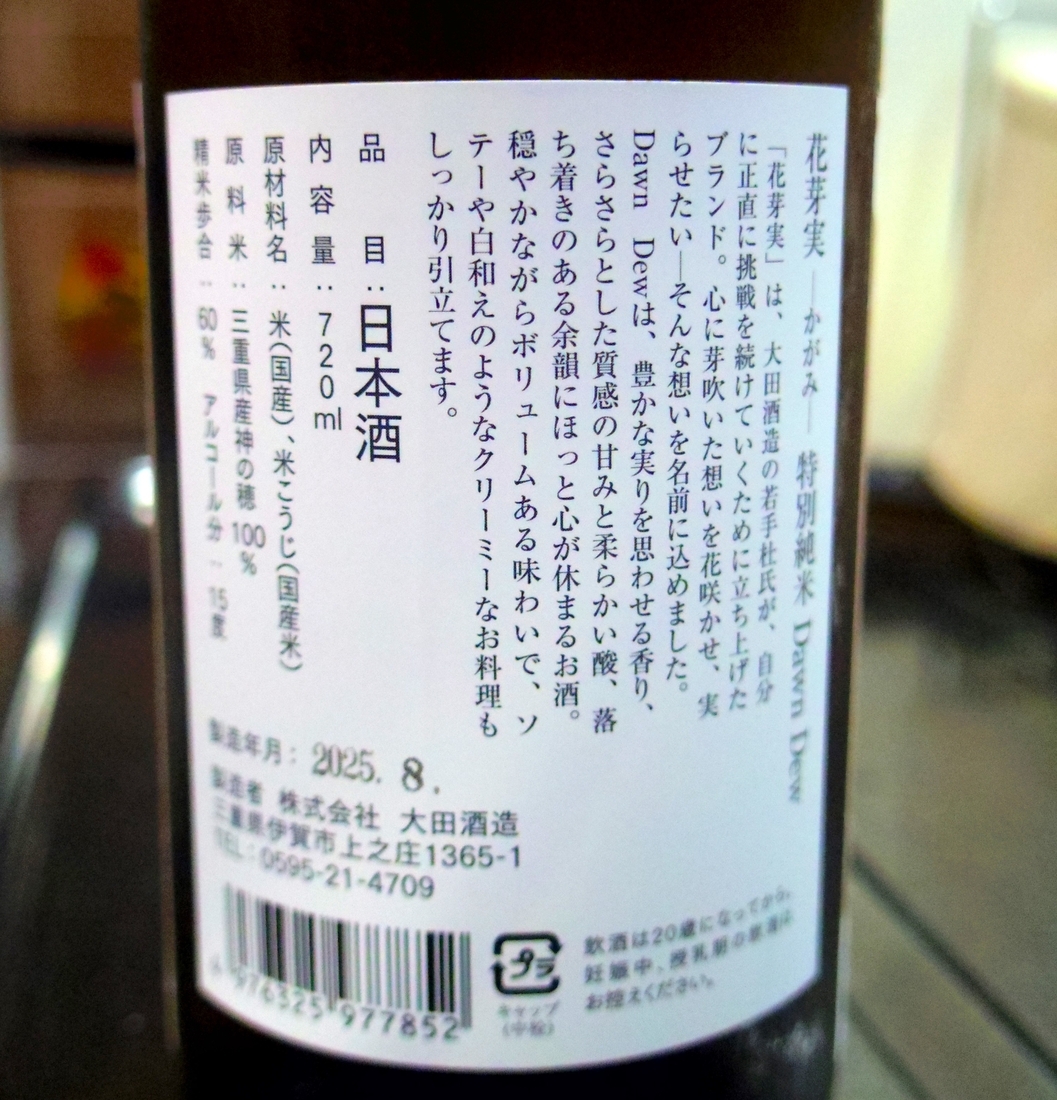 花芽実 ―かがみ― 特別純米 Dawn Dew
「花芽実」は、大田酒造の若手杜氏が、自分
に正直に挑戦を続けていくために立ち上げた
ブランド。心に芽吹いた想いを花咲かせ、実
らせたい―そんな想いを名前に込めました。
Dawn Dewは、豊かな実りを思わせる香り、
さらさらとした質感の甘みと柔らかい酸、落
ち着きのある余韻にほっと心が休まるお酒。
穏やかながらボリュームある味わいで、ソ
テーや白和えのようなクリーミーなお料理も
しっかり引立てます。
品目:日本酒
内容量:720ml
原材料名:米(国産)、米こうじ(国産米)
原料米:三重県産神の穂100%
精米歩合:60% アルコール分:15度
製造年月:2025. 8.
製造者 株式会社 大田酒造
三重県伊賀市上之庄1365-1
TEL:0595-21-4709
976325 977852
プラ
キャップ
(中栓)
飲酒は20歳になってから。
妊娠中、授乳期の飲酒は
お控えください。